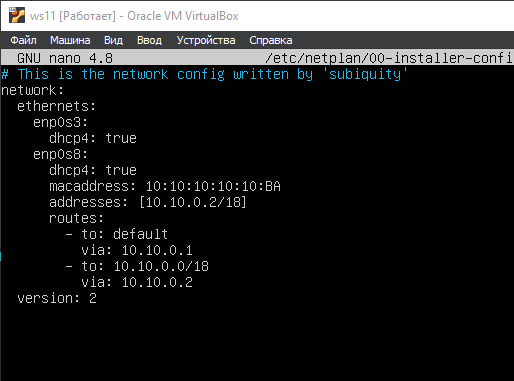 ws11 [Работает] - Oracle VM VirtualBox
Файл Машина Вид Ввод Устройства Справка
GNU nano 4.8 /etc/netplan/00-installer-confi
# This is the network config written by 'subiquity'
network:
  ethernets:
    enp0s3:
      dhcp4: true
    enp0s8:
      dhcp4: true
      macaddress: 10:10:10:10:10:BA
      addresses: [10.10.0.2/18]
      routes:
        - to: default
          via: 10.10.0.1
        - to: 10.10.0.0/18
          via: 10.10.0.2
  version: 2